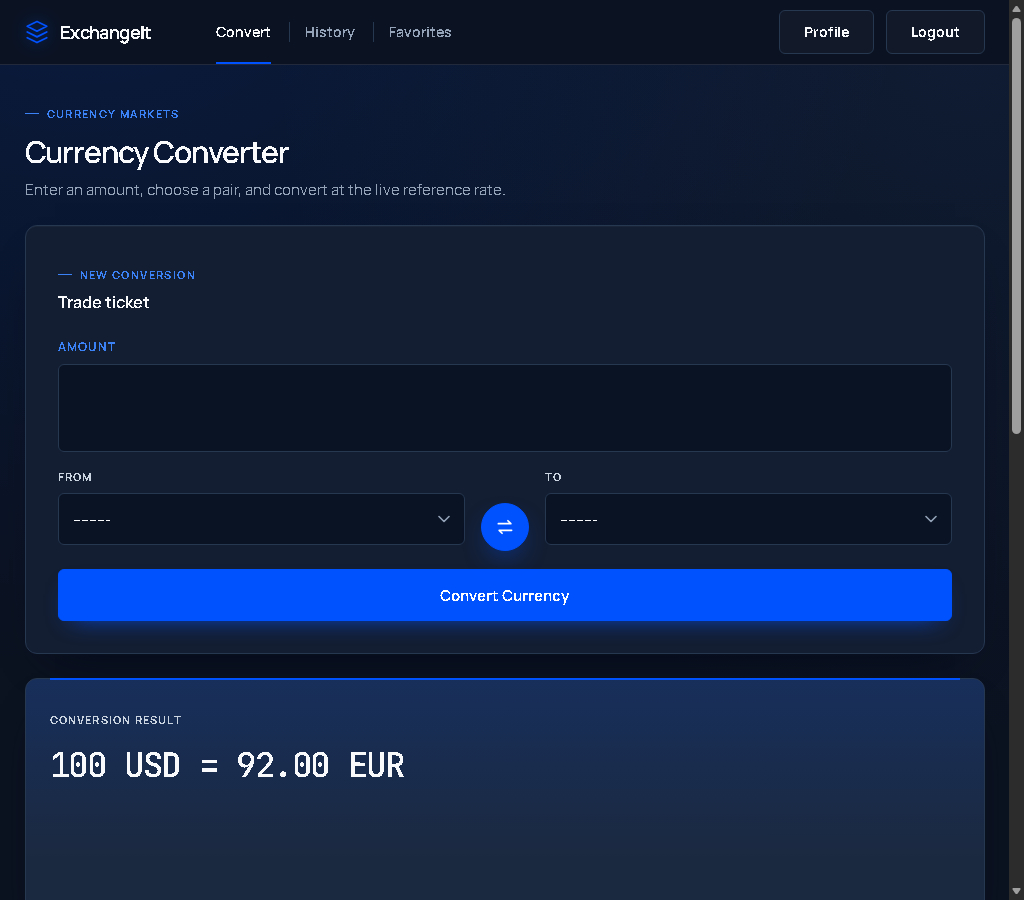 ExchangeIt
Convert
History
Favorites
Profile
Logout
CURRENCY MARKETS
Currency Converter
Enter an amount, choose a pair, and convert at the live reference rate.
NEW CONVERSION
Trade ticket
AMOUNT
FROM
TO
-----
-----
Convert Currency
CONVERSION RESULT
100 USD = 92.00 EUR